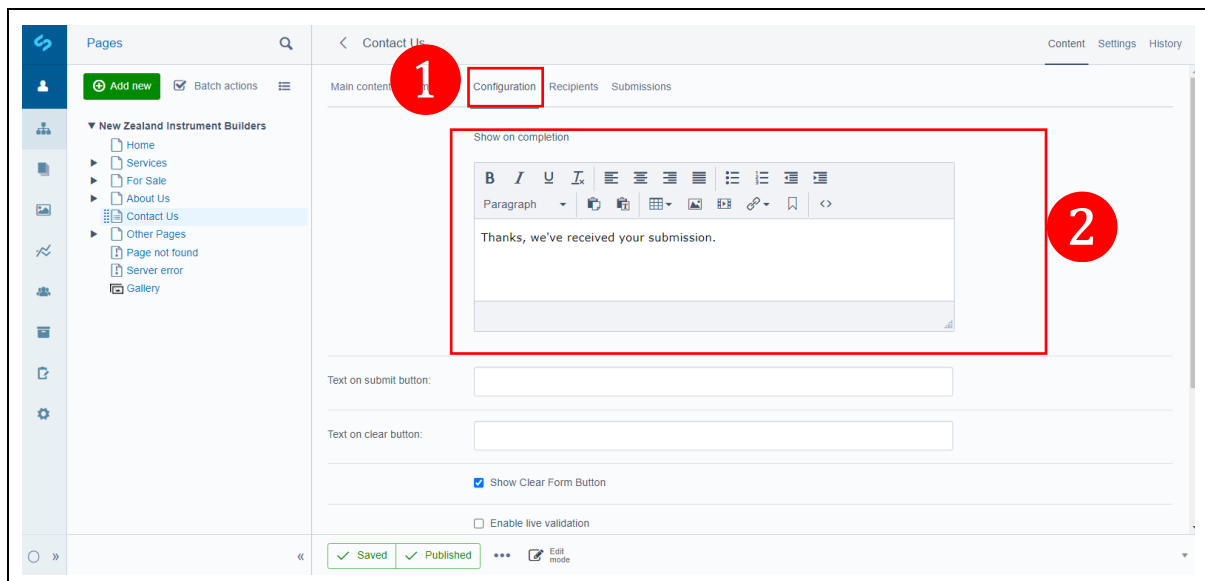 Pages
Contact Us
Content Settings History
Add new
Batch actions
Main content
Configuration
Recipients
Submissions
1
New Zealand Instrument Builders
Home
Services
For Sale
About Us
Contact Us
Other Pages
Page not found
Server error
Gallery
Show on completion
B I U Tx
Paragraph
Thanks, we've received your submission.
2
Text on submit button:
Text on clear button:
Show Clear Form Button
Enable live validation
Saved
Published
Edit
mode